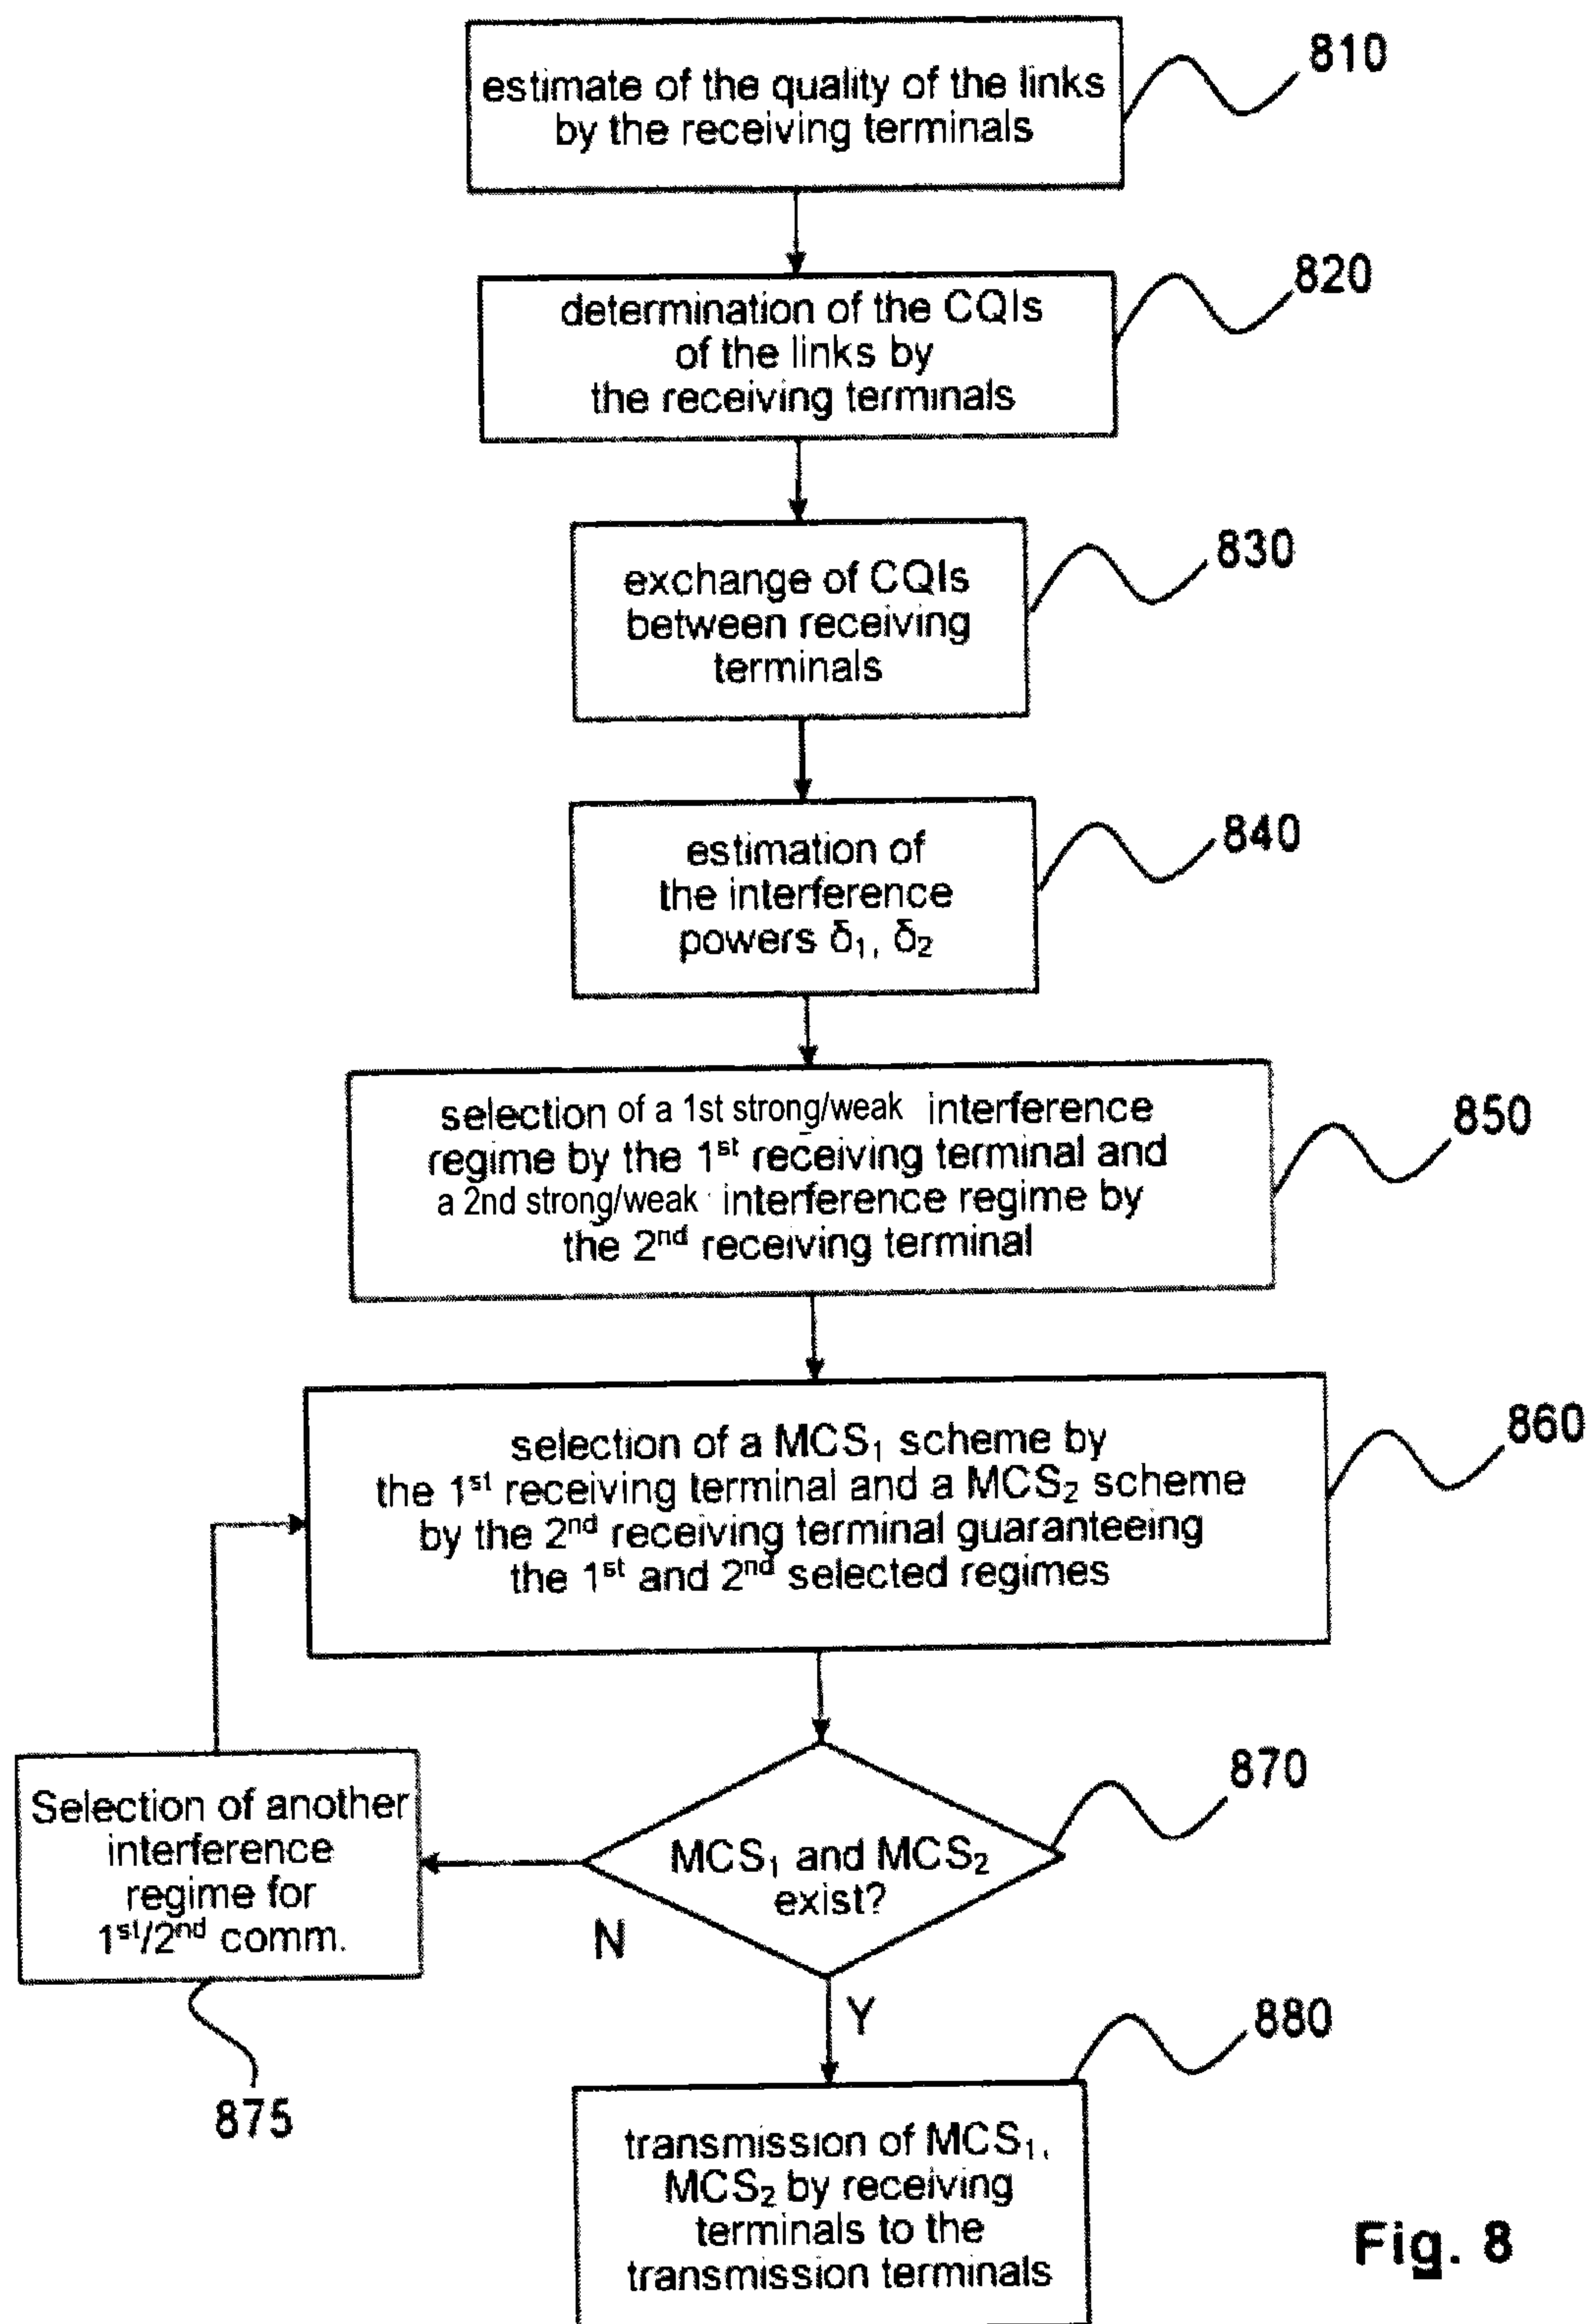 estimate of the quality of the links
by the receiving terminals
810
determination of the CQIs
of the links by
the receiving terminals
820
exchange of CQIs
between receiving
terminals
830
estimation of
the interference
powers δ₁, δ₂
840
selection of a 1st strong/weak interference
regime by the 1ˢᵗ receiving terminal and
a 2nd strong/weak interference regime by
the 2ⁿᵈ receiving terminal
850
selection of a MCS₁ scheme by
the 1ˢᵗ receiving terminal and a MCS₂ scheme
by the 2ⁿᵈ receiving terminal guaranteeing
the 1ˢᵗ and 2ⁿᵈ selected regimes
860
MCS₁ and MCS₂
exist?
870
N
Selection of another
interference
regime for
1ˢᵗ/2ⁿᵈ comm.
875
Y
transmission of MCS₁,
MCS₂ by receiving
terminals to the
transmission terminals
880
Fig. 8